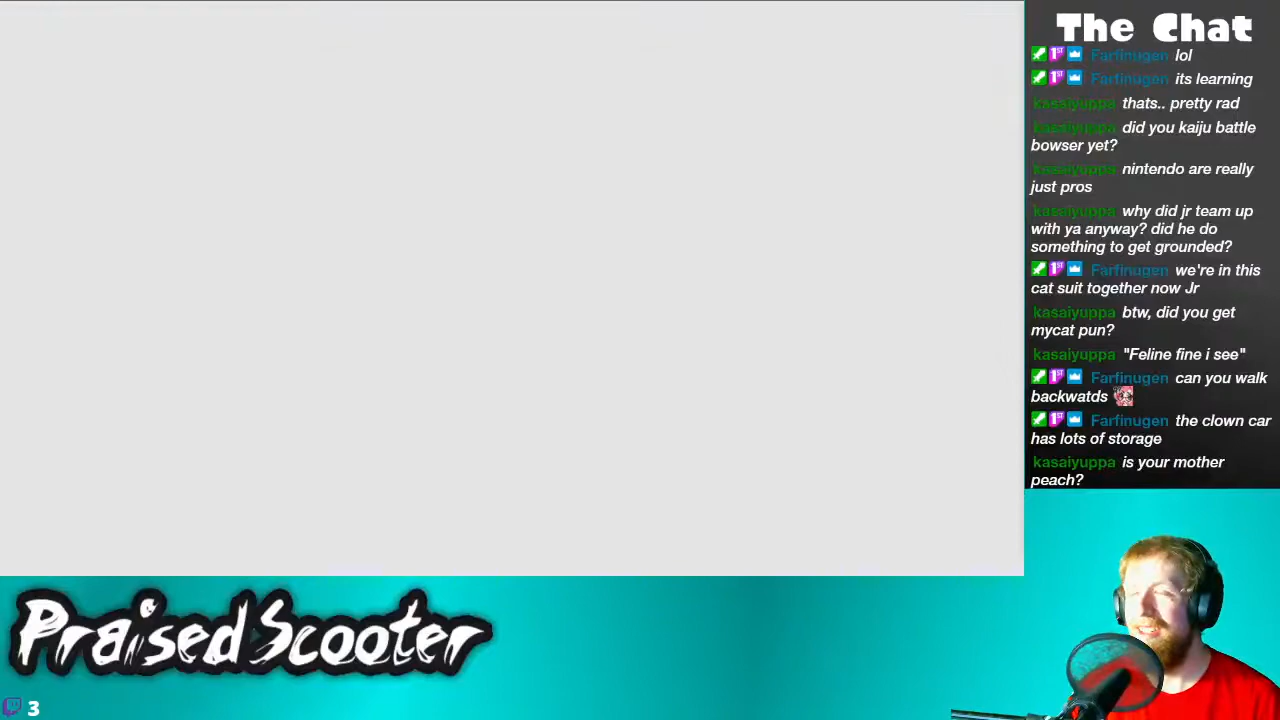 The Chat
Farfinugen lol
Farfinugen its learning
kasaiyuppa thats.. pretty rad
kasaiyuppa did you kaiju battle
bowser yet?
kasaiyuppa nintendo are really
just pros
kasaiyuppa why did jr team up
with ya anyway? did he do
something to get grounded?
Farfinugen we're in this
cat suit together now Jr
kasaiyuppa btw, did you get
mycat pun?
kasaiyuppa "Feline fine i see"
Farfinugen can you walk
backwatds
Farfinugen the clown car
has lots of storage
kasaiyuppa is your mother
peach?
Praised Scooter
3